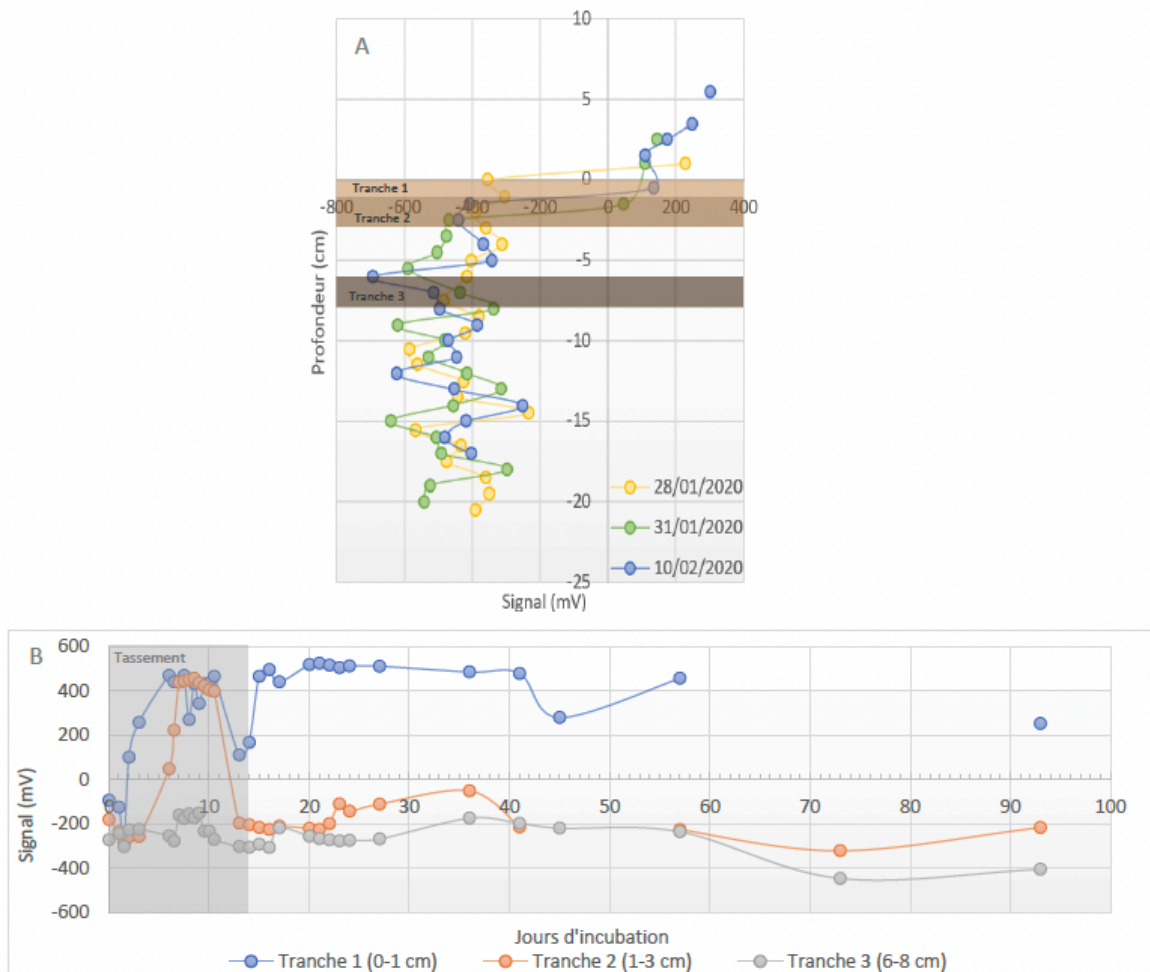 A
10
5
0
Tranche 1
-800 -600 -400 -200 0 200 400
Tranche 2
-5
Tranche 3
-10
-15
-20
-25
Profondeur (cm)
28/01/2020
31/01/2020
10/02/2020
Signal (mV)
B
Tassement
600
400
200
0
-200
-400
-600
Signal (mV)
0 10 20 30 40 50 60 70 80 90 100
Jours d'incubation
Tranche 1 (0-1 cm) Tranche 2 (1-3 cm) Tranche 3 (6-8 cm)